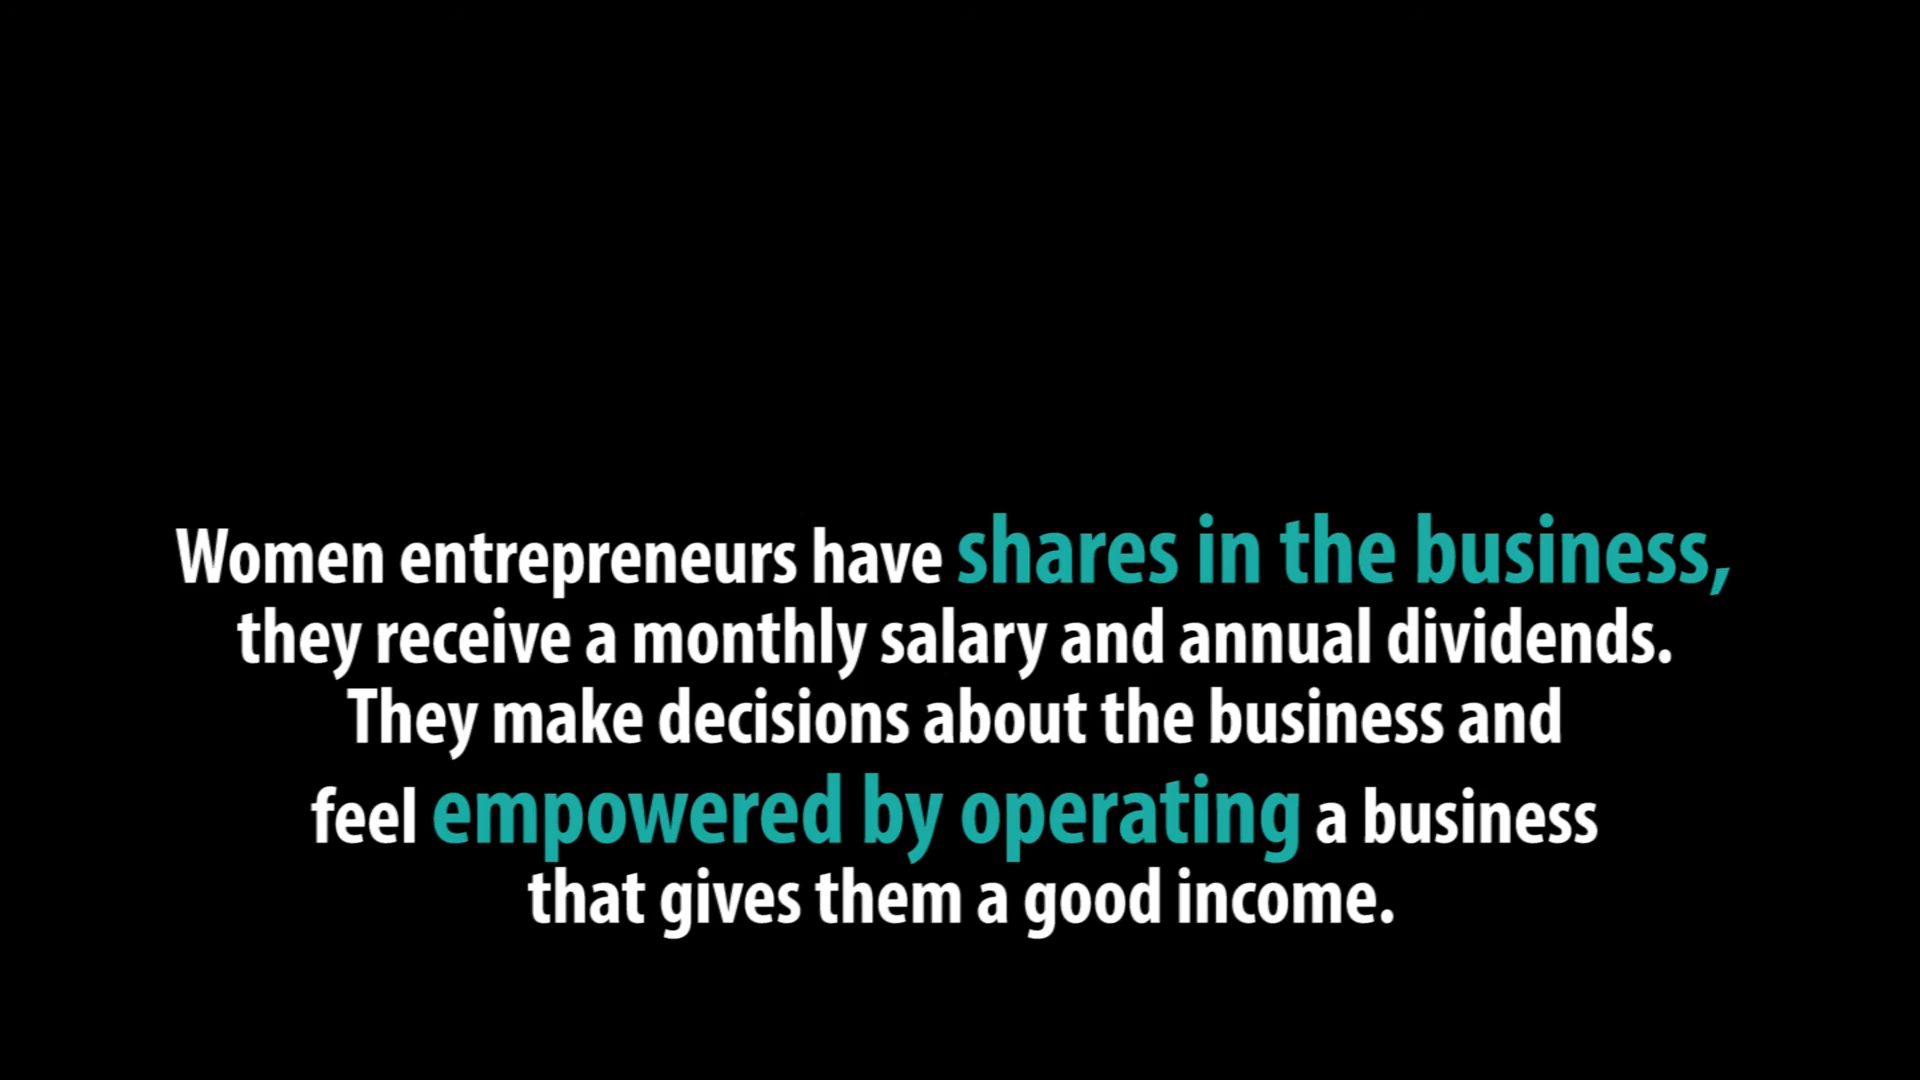 Women entrepreneurs have shares in the business,
they receive a monthly salary and annual dividends.
They make decisions about the business and
feel empowered by operating a business
that gives them a good income.